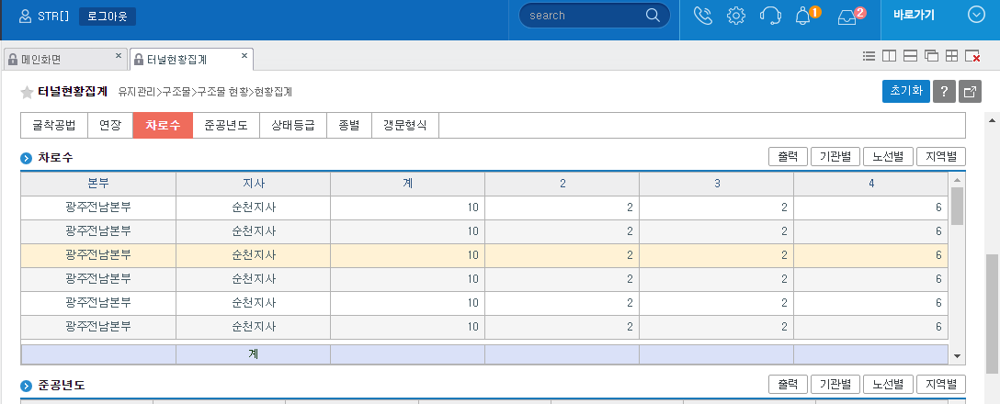 STR[] 로그아웃 search 1 2 바로가기
메인화면 터널현황집계
터널현황집계 유지관리>구조물>구조물 현황>현황집계 초기화 ?
굴착공법 연장 차로수 준공년도 상태등급 종별 갱문형식
차로수 출력 기관별 노선별 지역별
본부 지사 계 2 3 4
광주전남본부 순천지사 10 2 2 6
광주전남본부 순천지사 10 2 2 6
광주전남본부 순천지사 10 2 2 6
광주전남본부 순천지사 10 2 2 6
광주전남본부 순천지사 10 2 2 6
광주전남본부 순천지사 10 2 2 6
계
준공년도 출력 기관별 노선별 지역별